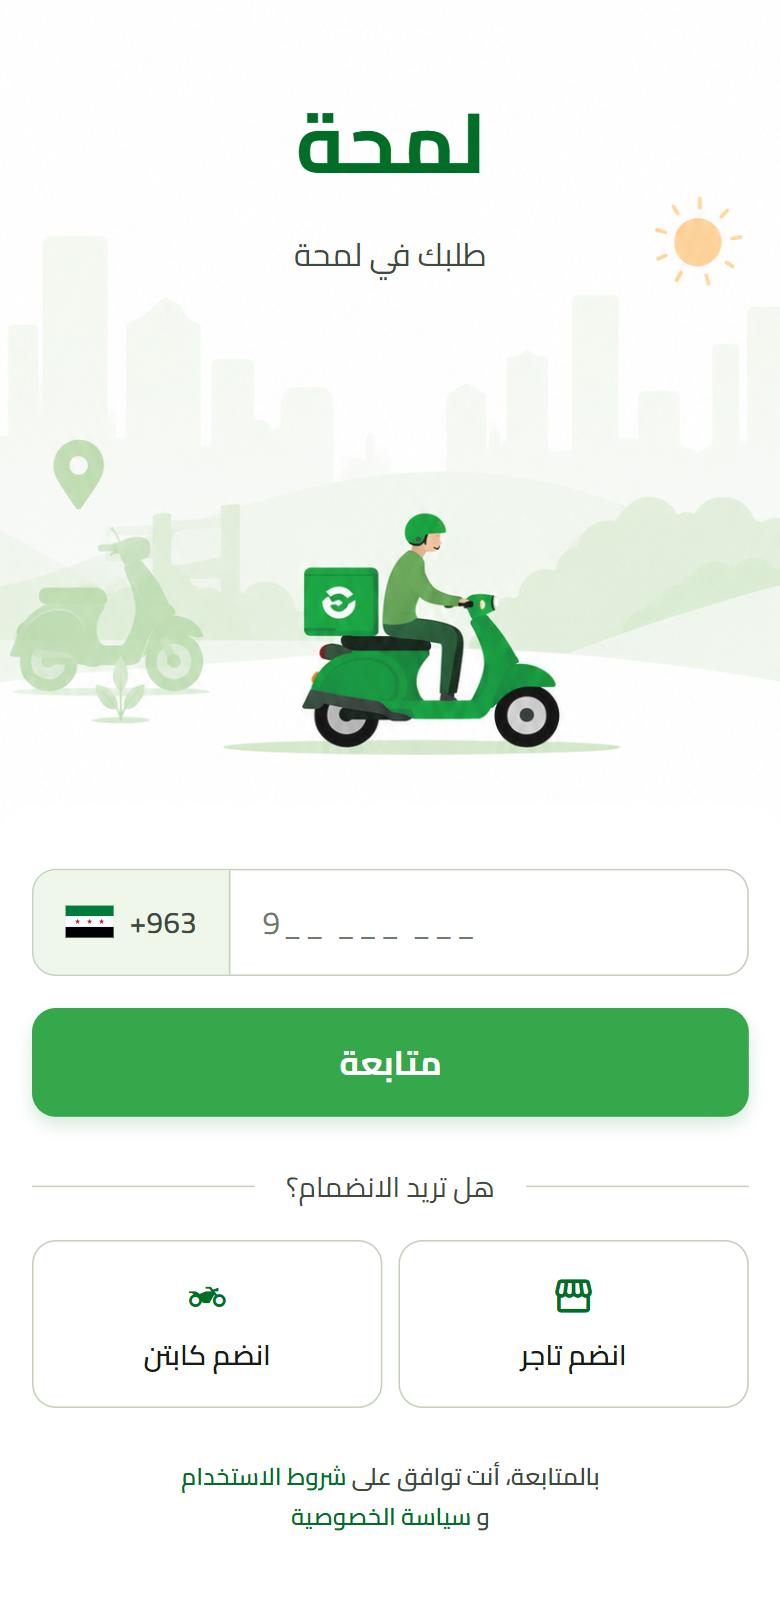 لمحة
طلبك في لمحة
+963
9__ ___ ___
متابعة
هل تريد الانضمام؟
انضم تاجر
انضم كابتن
بالمتابعة، أنت توافق على شروط الاستخدام
و سياسة الخصوصية